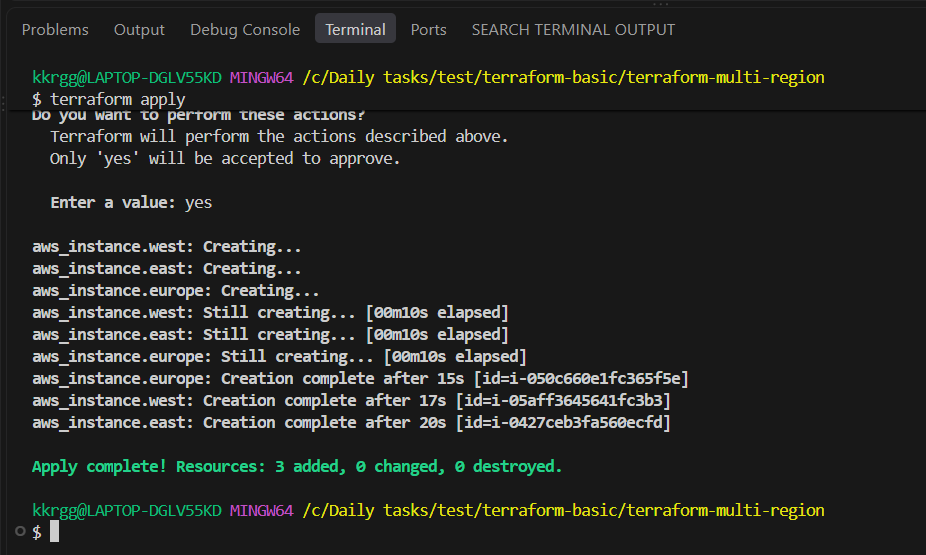 Problems Output Debug Console Terminal Ports SEARCH TERMINAL OUTPUT
kkrgg@LAPTOP-DGLV55KD MINGW64 /c/Daily tasks/test/terraform-basic/terraform-multi-region
$ terraform apply
Do you want to perform these actions?
  Terraform will perform the actions described above.
  Only 'yes' will be accepted to approve.
  Enter a value: yes
aws_instance.west: Creating...
aws_instance.east: Creating...
aws_instance.europe: Creating...
aws_instance.west: Still creating... [00m10s elapsed]
aws_instance.east: Still creating... [00m10s elapsed]
aws_instance.europe: Still creating... [00m10s elapsed]
aws_instance.europe: Creation complete after 15s [id=i-050c660e1fc365f5e]
aws_instance.west: Creation complete after 17s [id=i-05aff3645641fc3b3]
aws_instance.east: Creation complete after 20s [id=i-0427ceb3fa560ecfd]
Apply complete! Resources: 3 added, 0 changed, 0 destroyed.
kkrgg@LAPTOP-DGLV55KD MINGW64 /c/Daily tasks/test/terraform-basic/terraform-multi-region
$